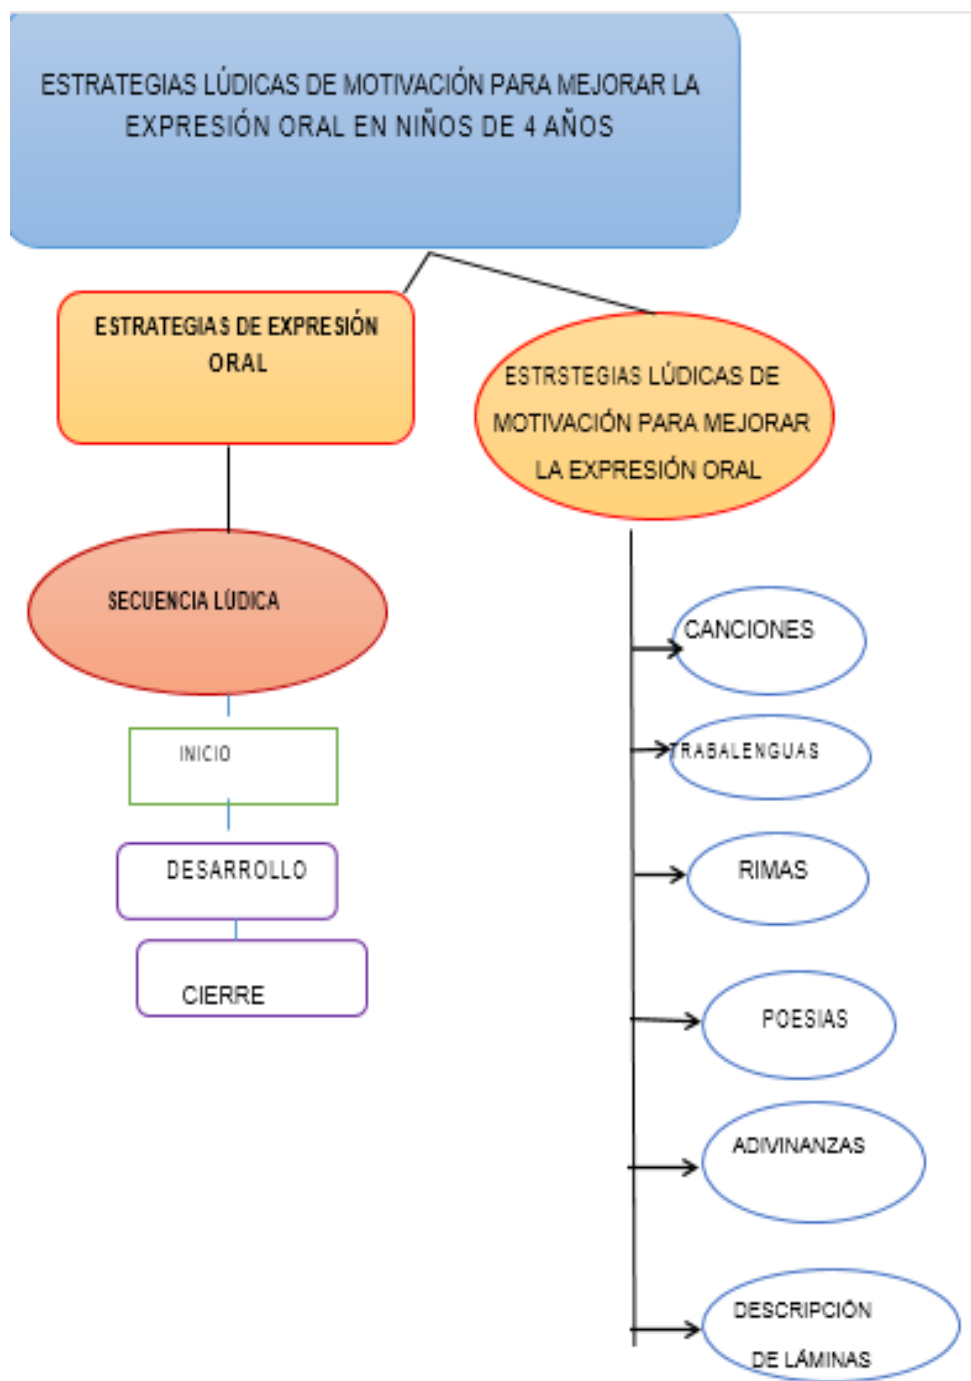 ESTRATEGIAS LÚDICAS DE MOTIVACIÓN PARA MEJORAR LA
EXPRESIÓN ORAL EN NIÑOS DE 4 AÑOS
ESTRATEGIAS DE EXPRESIÓN
ORAL
SECUENCIA LÚDICA
INICIO
DESARROLLO
CIERRE
ESTRSTEGIAS LÚDICAS DE
MOTIVACIÓN PARA MEJORAR
LA EXPRESIÓN ORAL
CANCIONES
TRABALENGUAS
RIMAS
POESIAS
ADIVINANZAS
DESCRIPCIÓN
DE LÁMINAS